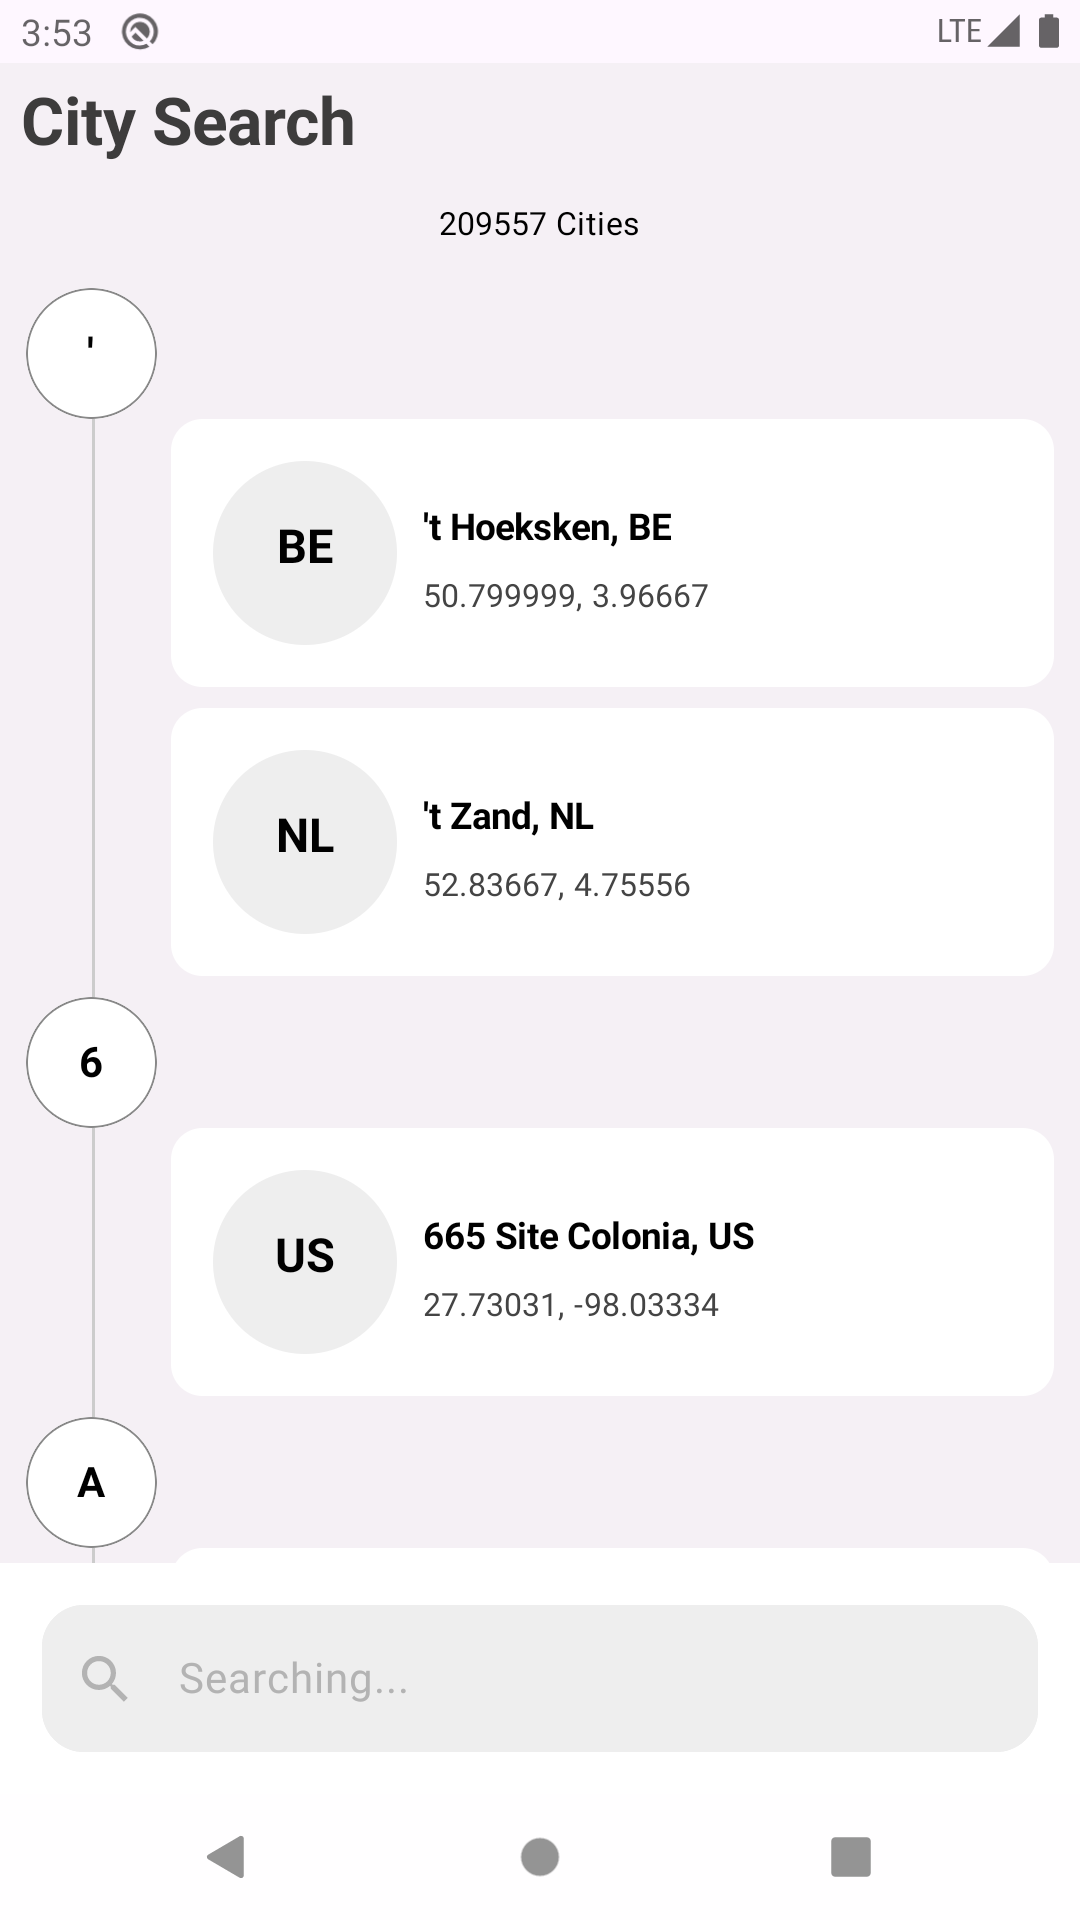 3:53 LTE
City Search
209557 Cities
'
BE
't Hoeksken, BE
50.799999, 3.96667
NL
't Zand, NL
52.83667, 4.75556
6
US
665 Site Colonia, US
27.73031, -98.03334
A
Searching...